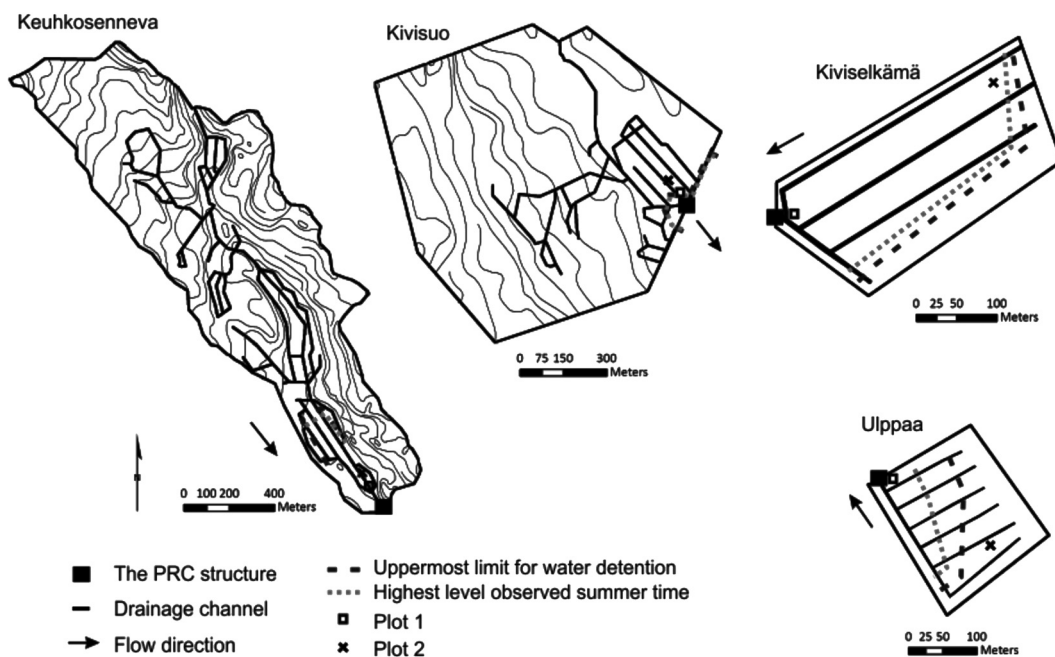 Keuhkosenneva
Kivisuo
Kiviselkämä
0 25 50 100
Meters
0 75 150 300
Meters
Ulppaa
0 100 200 400
Meters
0 25 50 100
Meters
The PRC structure
Drainage channel
Flow direction
Uppermost limit for water detention
Highest level observed summer time
Plot 1
Plot 2